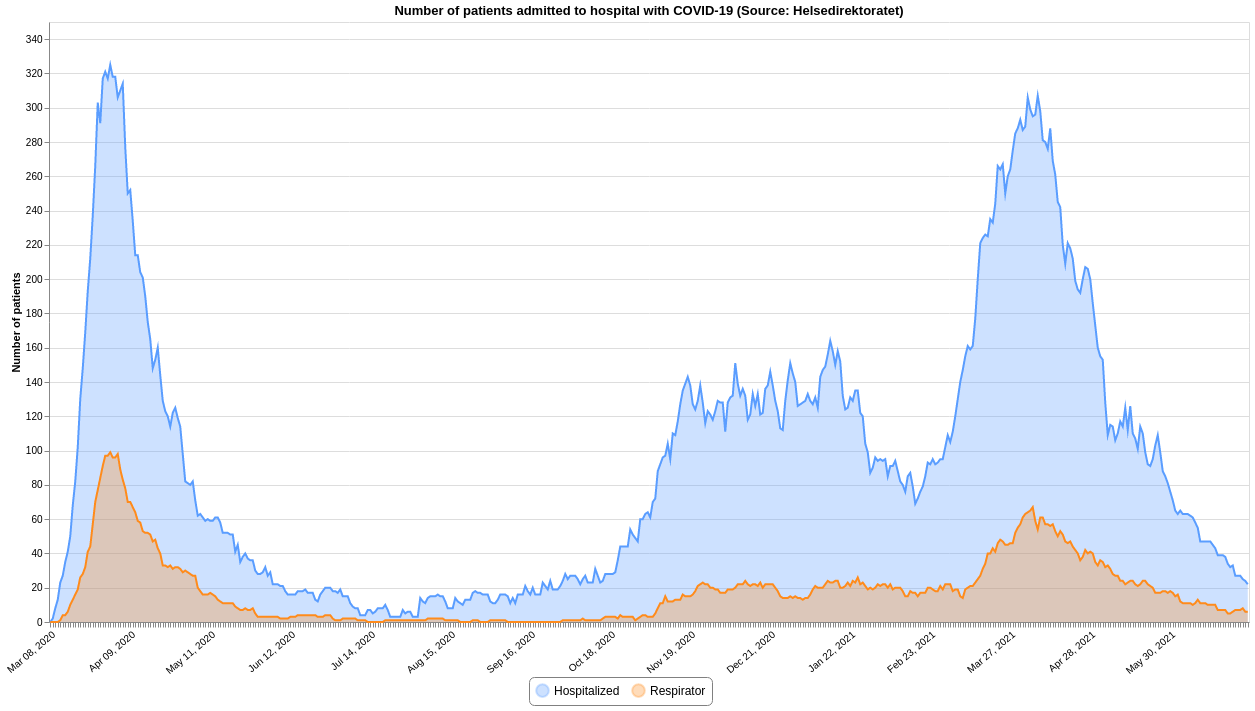 Number of patients admitted to hospital with COVID-19 (Source: Helsedirektoratet)
Number of patients
340
320
300
280
260
240
220
200
180
160
140
120
100
80
60
40
20
0
Mar 08, 2020
Apr 09, 2020
May 11, 2020
Jun 12, 2020
Jul 14, 2020
Aug 15, 2020
Sep 16, 2020
Oct 18, 2020
Nov 19, 2020
Dec 21, 2020
Jan 22, 2021
Feb 23, 2021
Mar 27, 2021
Apr 28, 2021
May 30, 2021
Hospitalized
Respirator